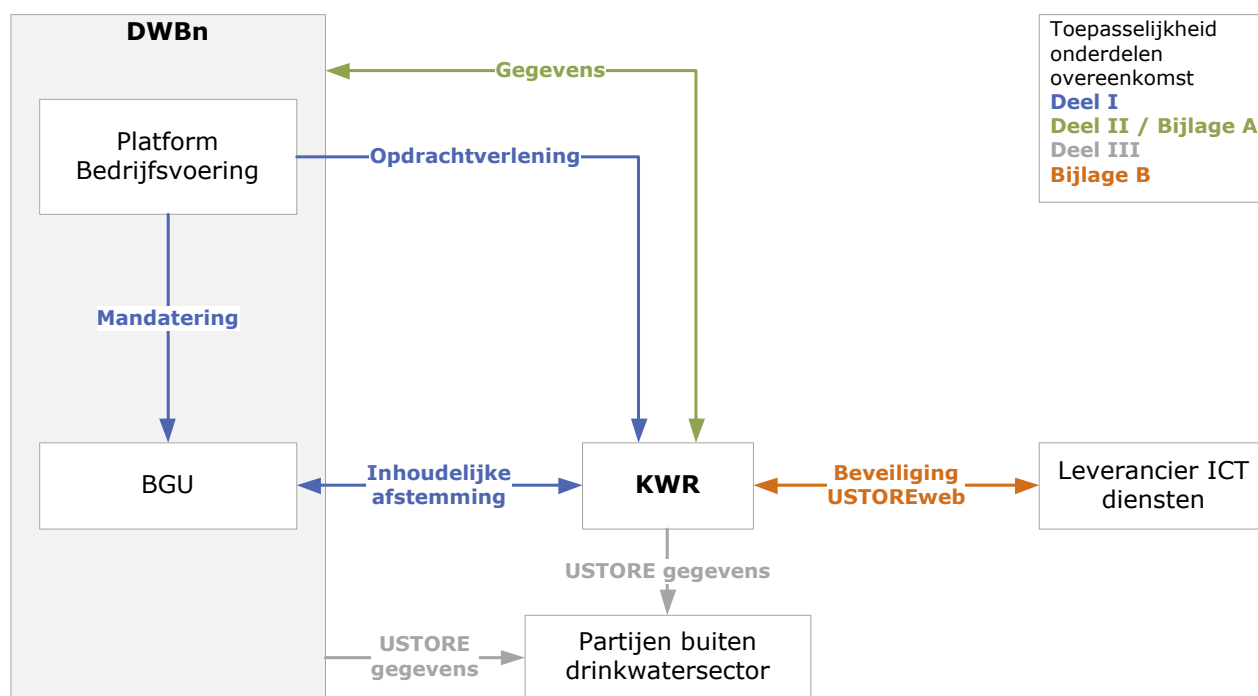 DWBn
Gegevens
Platform
Bedrijfsvoering
Opdrachtverlening
Toepasselijkheid
onderdelen
overeenkomst
Deel I
Deel II / Bijlage A
Deel III
Bijlage B
Mandatering
BGU
Inhoudelijke
afstemming
KWR
Beveiliging
USTOREweb
Leverancier ICT
diensten
USTORE gegevens
USTORE
gegevens
Partijen buiten
drinkwatersector